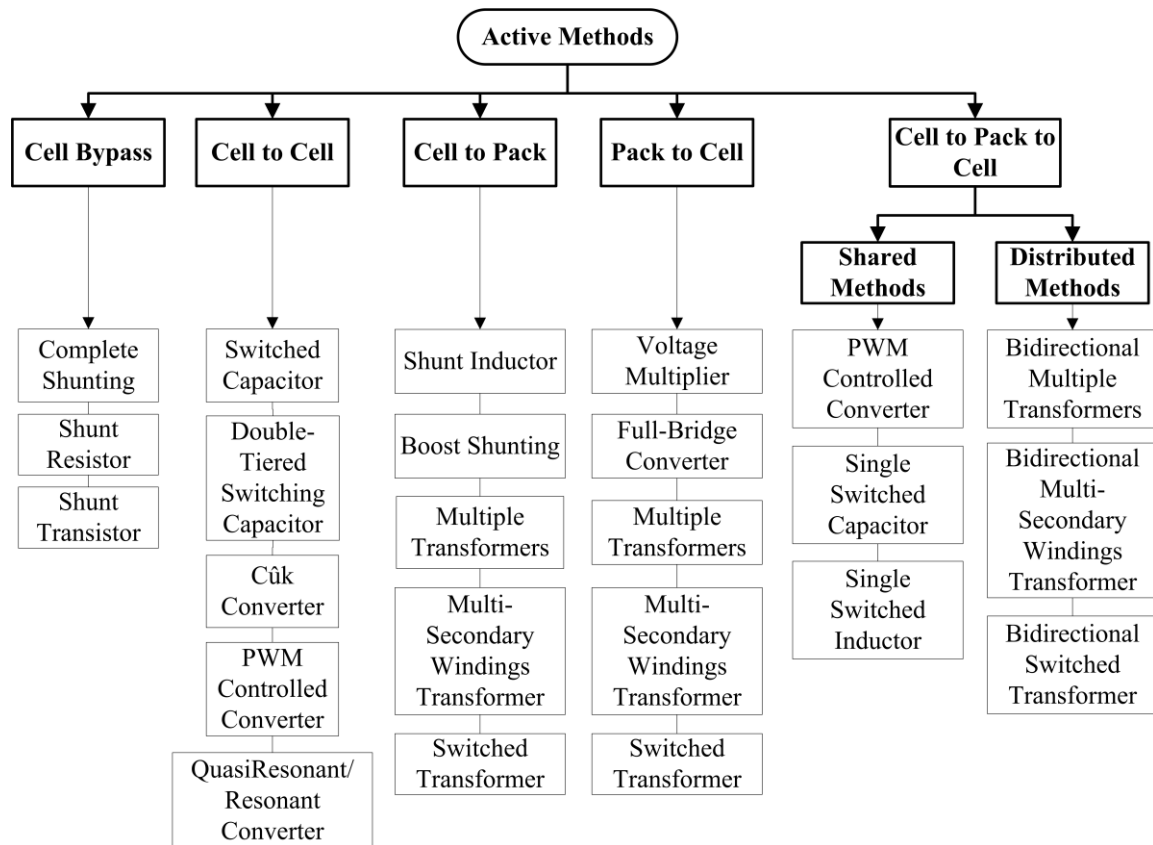 Active Methods
Cell Bypass
Cell to Cell
Cell to Pack
Pack to Cell
Cell to Pack to
Cell
Shared
Methods
Distributed
Methods
Complete
Shunting
Shunt
Resistor
Shunt
Transistor
Switched
Capacitor
Double-
Tiered
Switching
Capacitor
Cûk
Converter
PWM
Controlled
Converter
QuasiResonant/
Resonant
Converter
Shunt Inductor
Boost Shunting
Multiple
Transformers
Multi-
Secondary
Windings
Transformer
Switched
Transformer
Voltage
Multiplier
Full-Bridge
Converter
Multiple
Transformers
Multi-
Secondary
Windings
Transformer
Switched
Transformer
PWM
Controlled
Converter
Single
Switched
Capacitor
Single
Switched
Inductor
Bidirectional
Multiple
Transformers
Bidirectional
Multi-
Secondary
Windings
Transformer
Bidirectional
Switched
Transformer